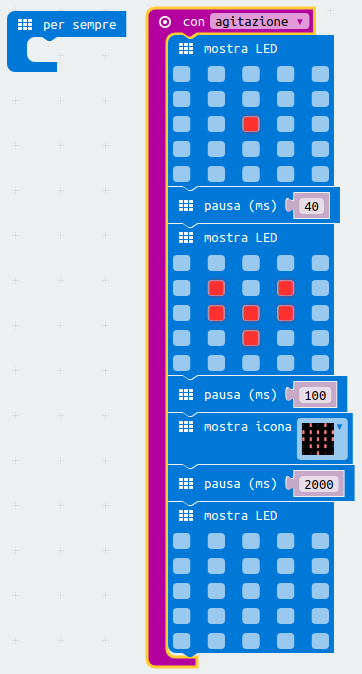 per sempre
con agitazione
mostra LED
pausa (ms) 40
mostra LED
pausa (ms) 100
mostra icona
pausa (ms) 2000
mostra LED